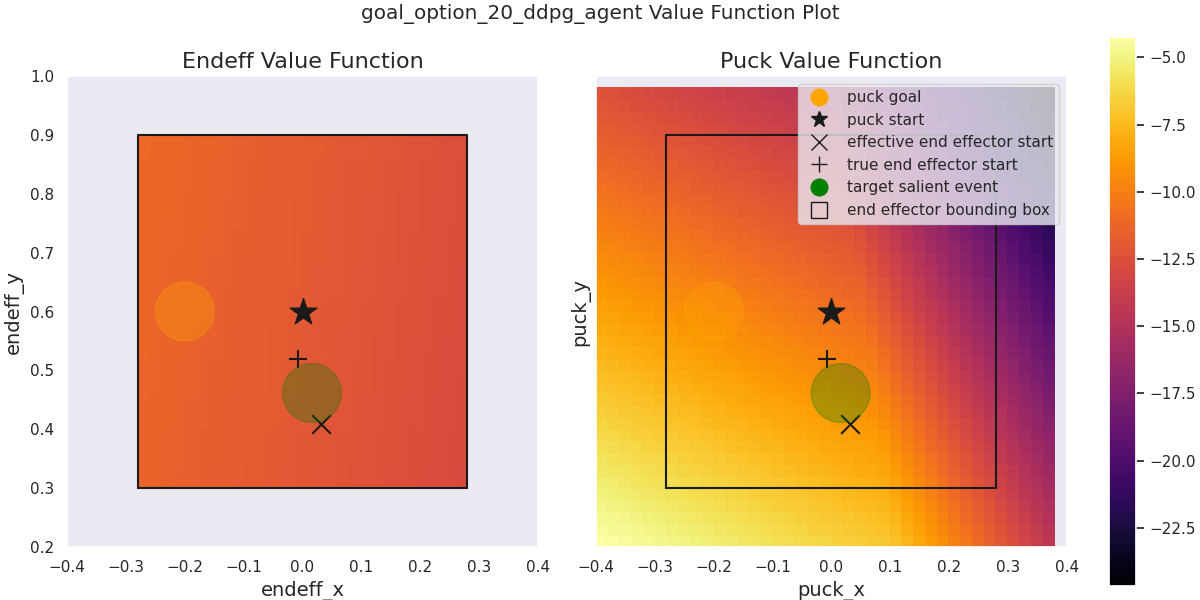 goal_option_20_ddpg_agent Value Function Plot
Endeff Value Function
1.0
0.9
0.8
0.7
0.6
0.5
0.4
0.3
0.2
endeff_y
−0.4 −0.3 −0.2 −0.1 0.0 0.1 0.2 0.3 0.4
endeff_x
Puck Value Function
puck goal
puck start
effective end effector start
true end effector start
target salient event
end effector bounding box
puck_y
−0.4 −0.3 −0.2 −0.1 0.0 0.1 0.2 0.3 0.4
puck_x
−5.0
−7.5
−10.0
−12.5
−15.0
−17.5
−20.0
−22.5